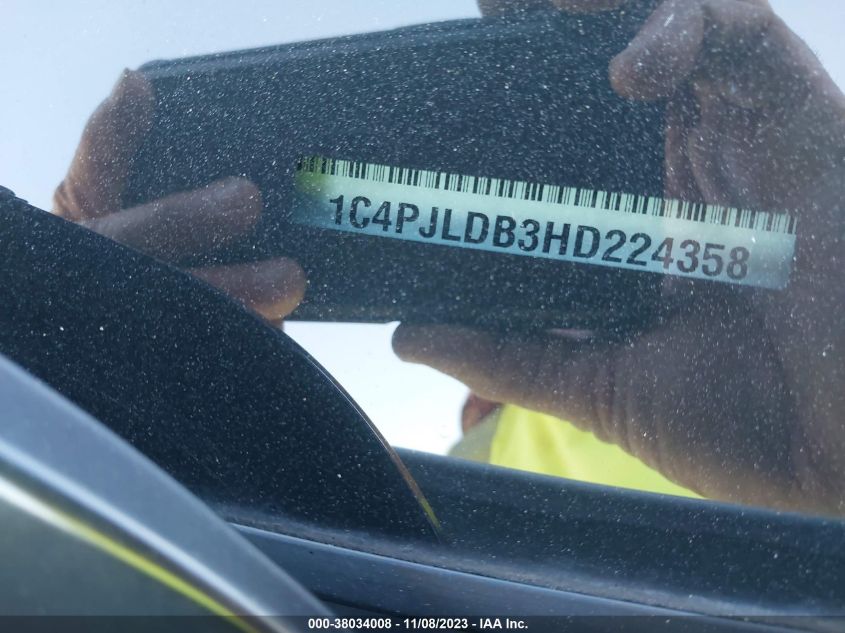 1C4PJLDB3HD224358
000-38034008 - 11/08/2023 - IAA Inc.